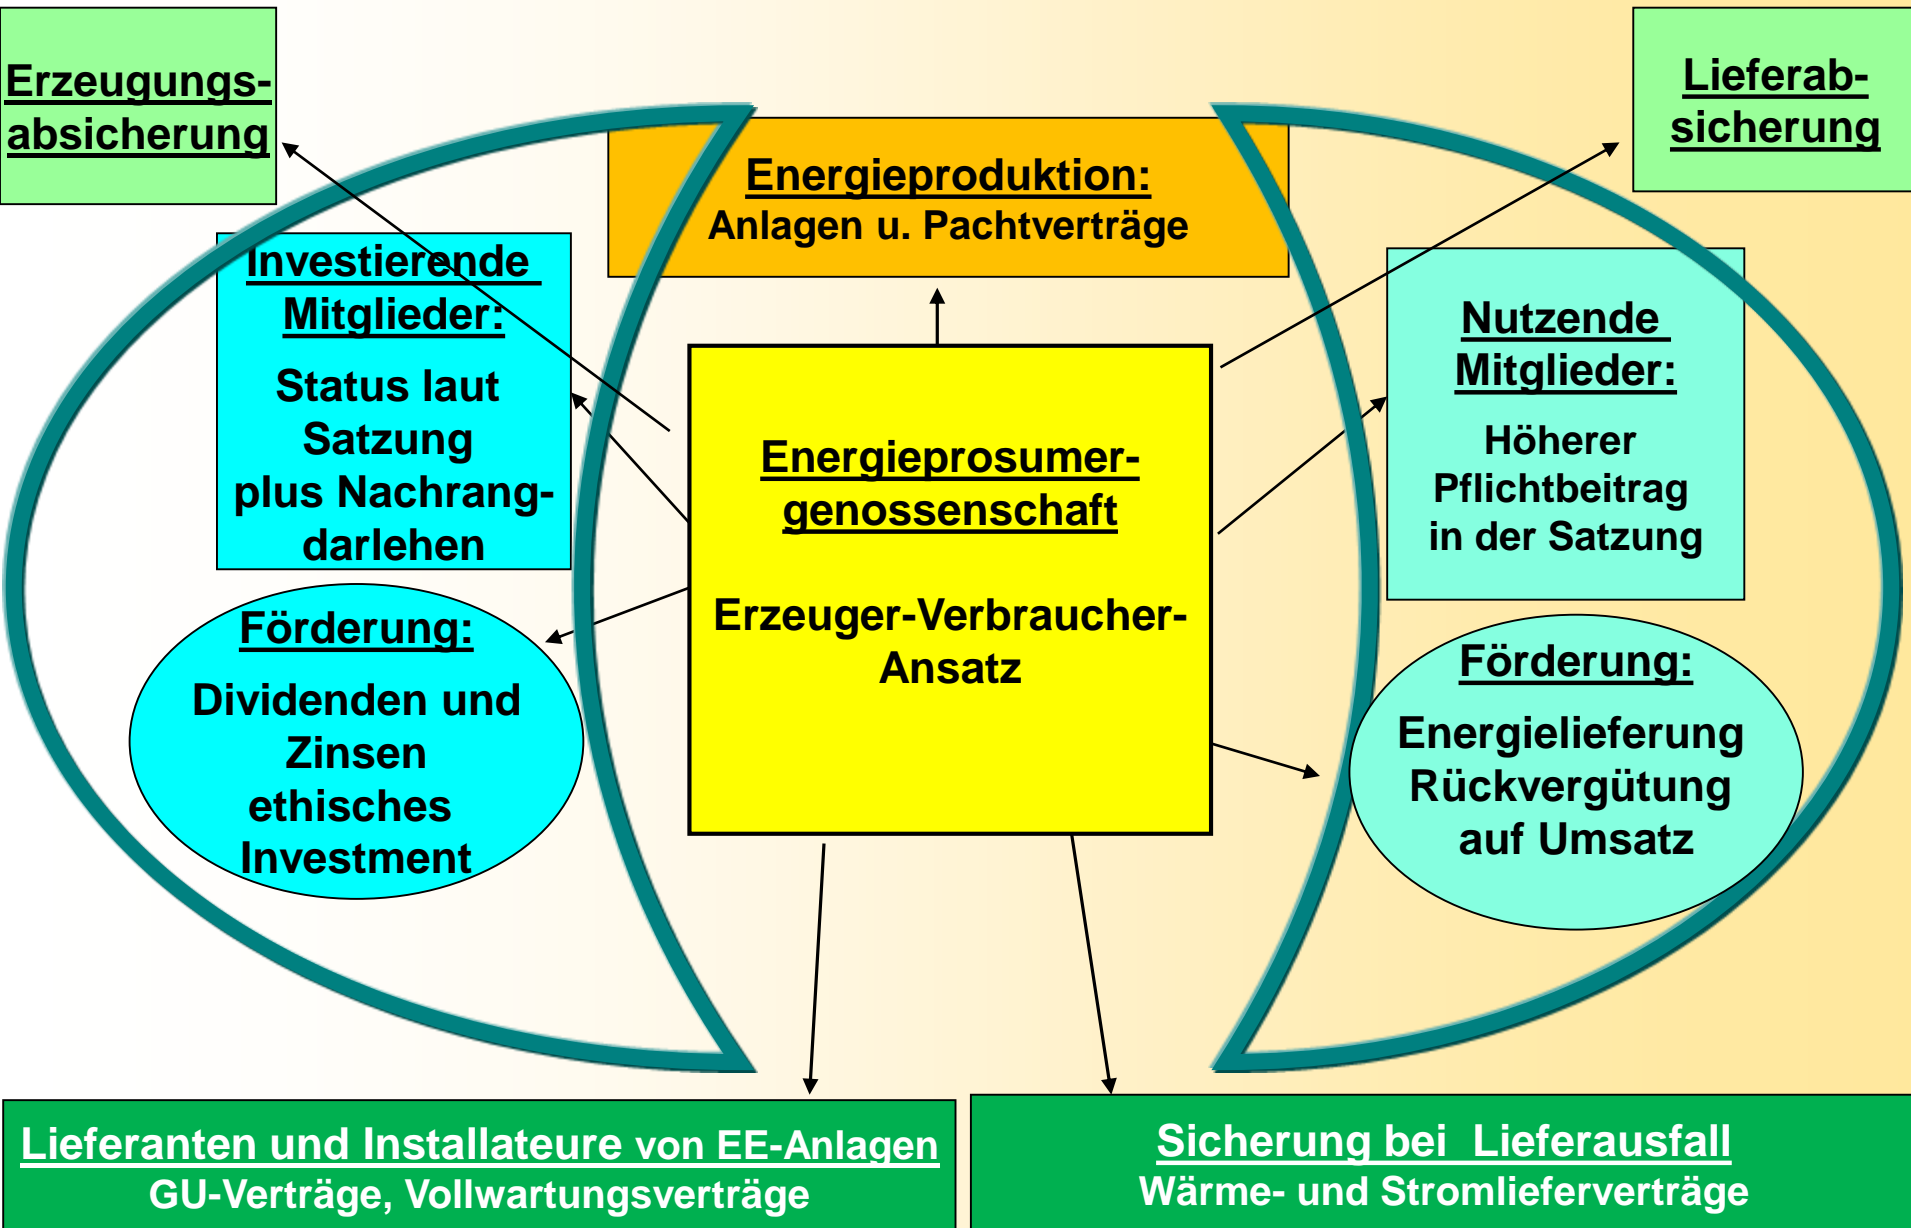 Erzeugungs-
absicherung
Lieferab-
sicherung
Energieproduktion:
Anlagen u. Pachtverträge
Investierende
Mitglieder:
Status laut
Satzung
plus Nachrang-
darlehen
Nutzende
Mitglieder:
Höherer
Pflichtbeitrag
in der Satzung
Energieprosumer-
genossenschaft
Erzeuger-Verbraucher-
Ansatz
Förderung:
Dividenden und
Zinsen
ethisches
Investment
Förderung:
Energielieferung
Rückvergütung
auf Umsatz
Lieferanten und Installateure von EE-Anlagen
GU-Verträge, Vollwartungsverträge
Sicherung bei Lieferausfall
Wärme- und Stromlieferverträge